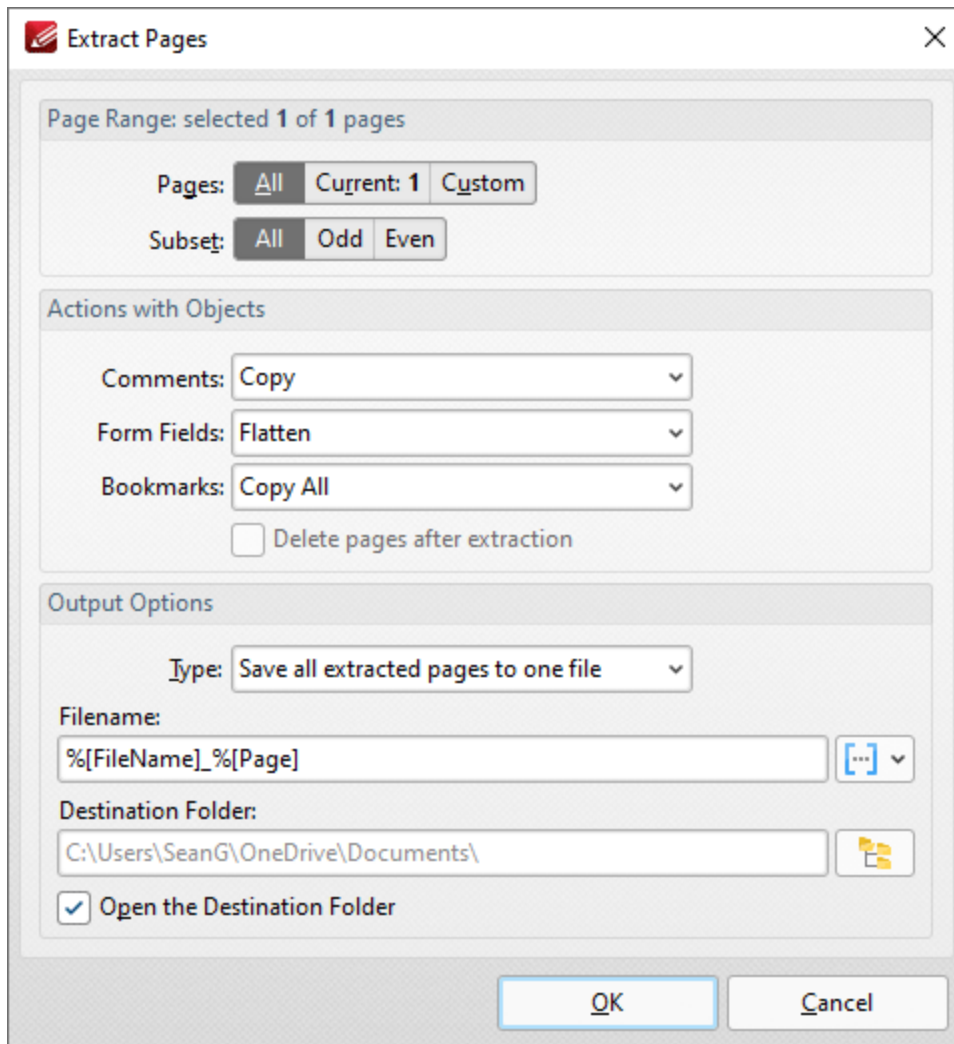 Extract Pages
Page Range: selected 1 of 1 pages
Pages: All Current: 1 Custom
Subset: All Odd Even
Actions with Objects
Comments: Copy
Form Fields: Flatten
Bookmarks: Copy All
Delete pages after extraction
Output Options
Type: Save all extracted pages to one file
Filename:
%[FileName]_%[Page]
Destination Folder:
C:\Users\SeanG\OneDrive\Documents\
Open the Destination Folder
OK Cancel